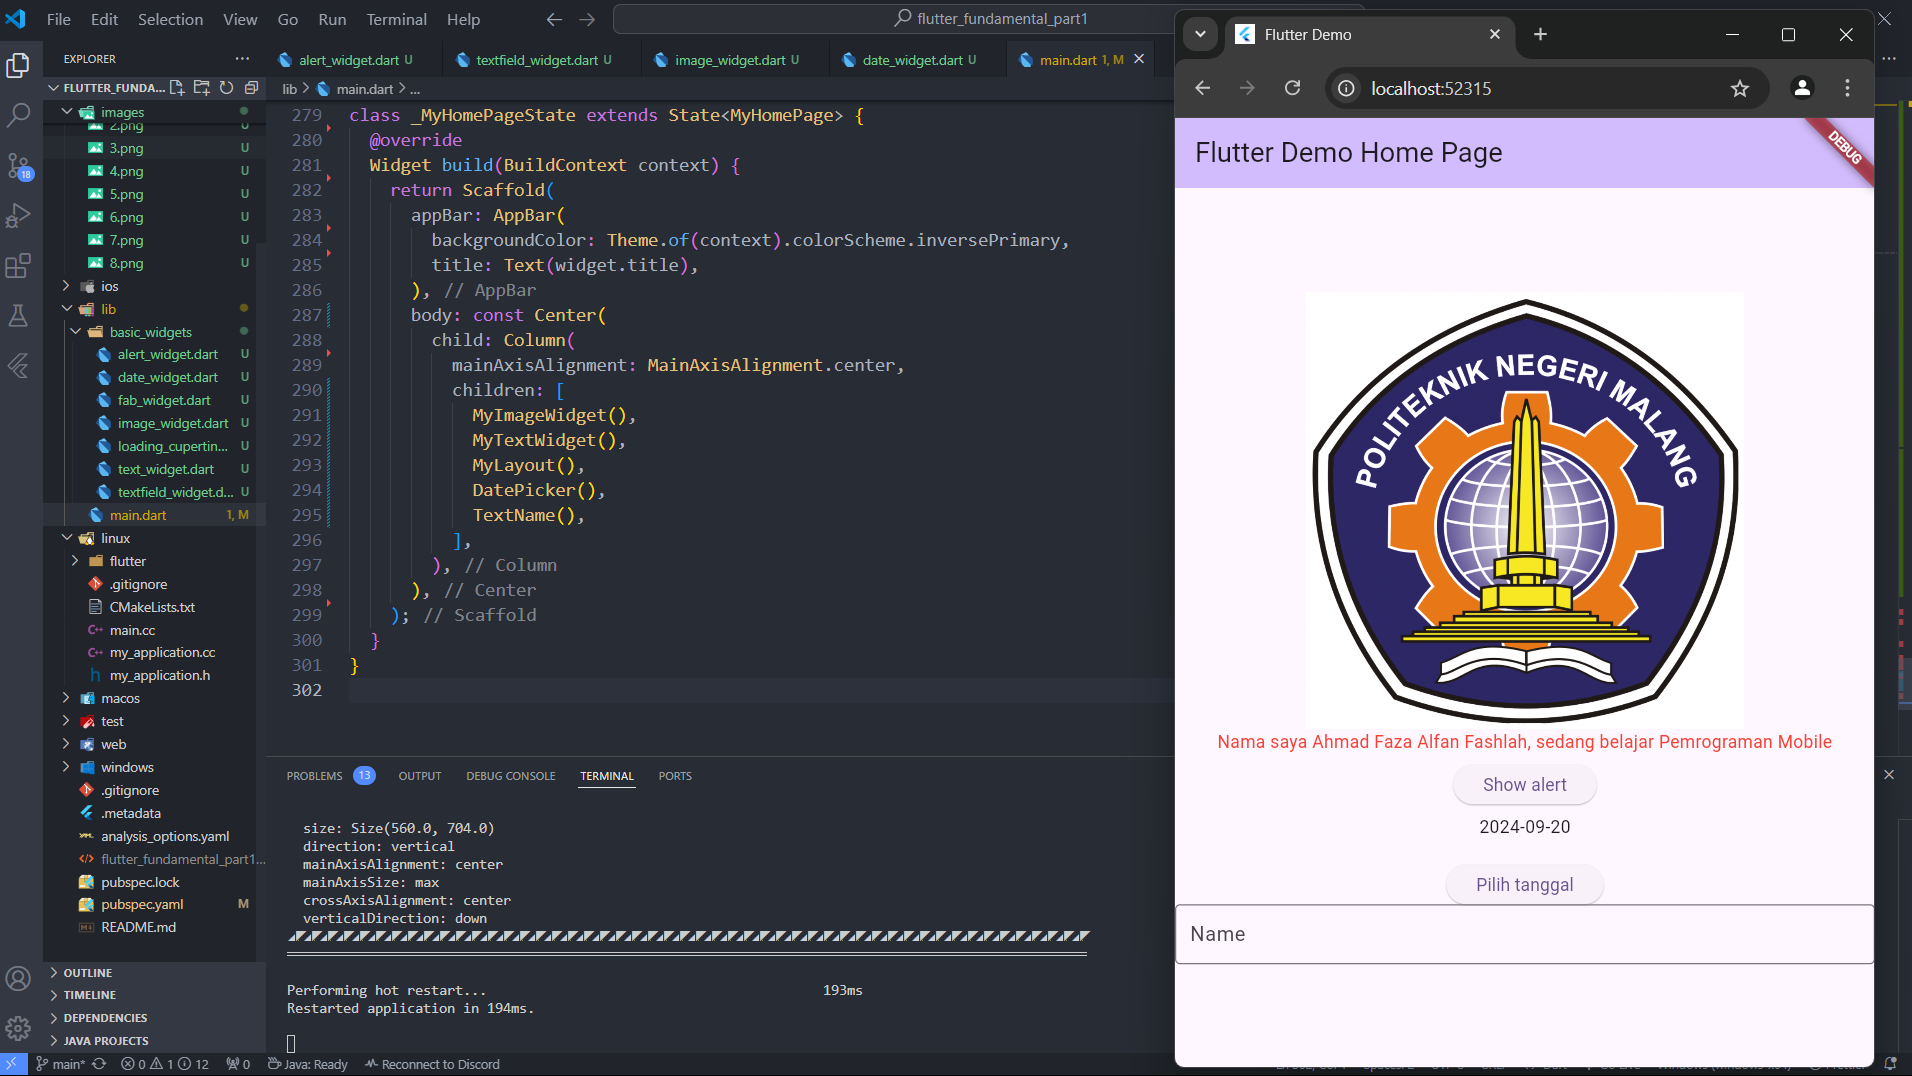 File Edit Selection View Go Run Terminal Help
flutter_fundamental_part1
EXPLORER
FLUTTER_FUNDA...
images
2.png U
3.png U
4.png U
5.png U
6.png U
7.png U
8.png U
ios
lib
basic_widgets
alert_widget.dart U
date_widget.dart U
fab_widget.dart U
image_widget.dart U
loading_cupertin... U
text_widget.dart U
textfield_widget.d... U
main.dart 1, M
linux
flutter
.gitignore
CMakeLists.txt
main.cc
my_application.cc
my_application.h
macos
test
web
windows
.gitignore
.metadata
analysis_options.yaml
flutter_fundamental_part1...
pubspec.lock
pubspec.yaml M
README.md
OUTLINE
TIMELINE
DEPENDENCIES
JAVA PROJECTS
18
alert_widget.dart U
textfield_widget.dart U
image_widget.dart U
date_widget.dart U
main.dart 1, M
lib > main.dart > ...
279 class _MyHomePageState extends State<MyHomePage> {
280 @override
281 Widget build(BuildContext context) {
282 return Scaffold(
283 appBar: AppBar(
284 backgroundColor: Theme.of(context).colorScheme.inversePrimary,
285 title: Text(widget.title),
286 ), // AppBar
287 body: const Center(
288 child: Column(
289 mainAxisAlignment: MainAxisAlignment.center,
290 children: [
291 MyImageWidget(),
292 MyTextWidget(),
293 MyLayout(),
294 DatePicker(),
295 TextName(),
296 ],
297 ), // Column
298 ), // Center
299 ); // Scaffold
300 }
301 }
302
PROBLEMS 13 OUTPUT DEBUG CONSOLE TERMINAL PORTS
size: Size(560.0, 704.0)
direction: vertical
mainAxisAlignment: center
mainAxisSize: max
crossAxisAlignment: center
verticalDirection: down
Performing hot restart... 193ms
Restarted application in 194ms.
main* 0 1 12 0 Java: Ready Reconnect to Discord
Flutter Demo
localhost:52315
Flutter Demo Home Page
DEBUG
POLITEKNIK NEGERI MALANG
Nama saya Ahmad Faza Alfan Fashlah, sedang belajar Pemrograman Mobile
Show alert
2024-09-20
Pilih tanggal
Name